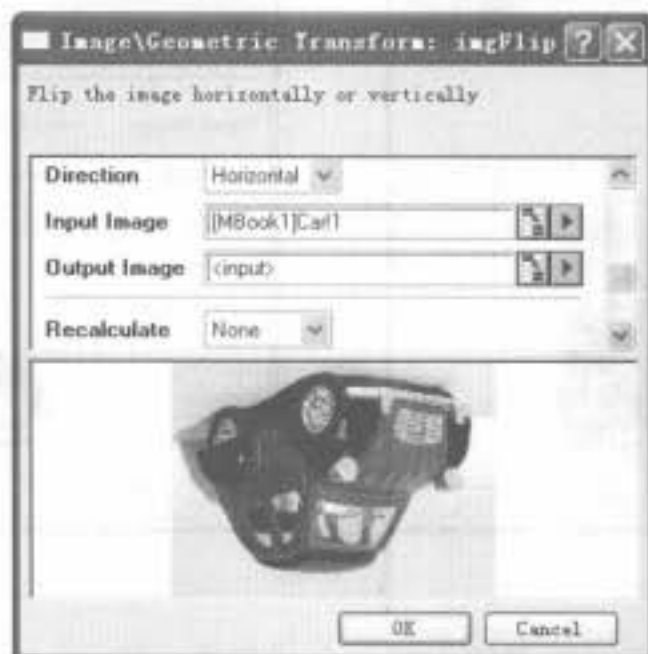 Image\Geometric Transform: imgFlip
Flip the image horizontally or vertically
Direction Horizontal
Input Image [MBook1]Car!1
Output Image <input>
Recalculate None
OK Cancel